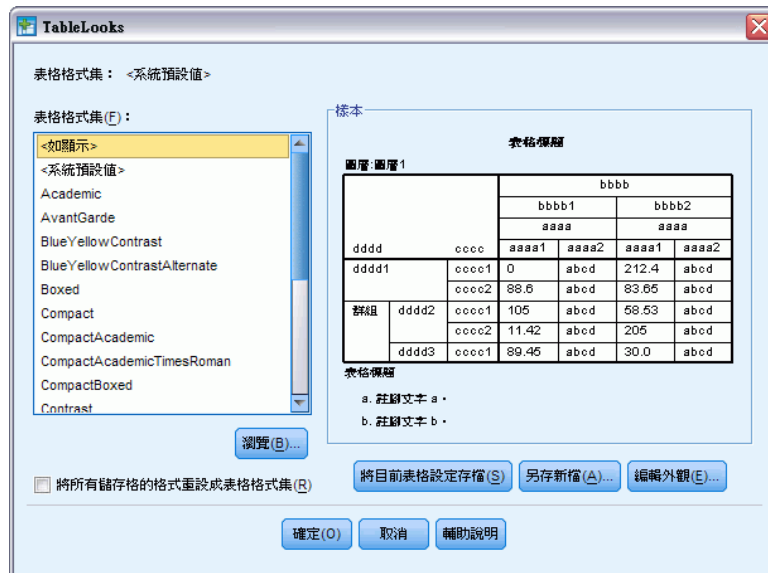 TableLooks
表格格式集： <系統預設值>
表格格式集(F)：
<如顯示>
<系統預設值>
Academic
AvantGarde
BlueYellowContrast
BlueYellowContrastAlternate
Boxed
Compact
CompactAcademic
CompactAcademicTimesRoman
CompactBoxed
Contrast
瀏覽(B)...
將所有儲存格的格式重設成表格格式集(R)
樣本
表格標題
圖層:圖層1
bbbb
bbbb1 bbbb2
aaaa aaaa
dddd cccc aaaa1 aaaa2 aaaa1 aaaa2
dddd1 cccc1 0 abcd 212.4 abcd
cccc2 88.6 abcd 83.65 abcd
群組 dddd2 cccc1 105 abcd 58.53 abcd
cccc2 11.42 abcd 205 abcd
dddd3 cccc1 89.45 abcd 30.0 abcd
表格標題
a. 註腳文字 a。
b. 註腳文字 b。
將目前表格設定存檔(S) 另存新檔(A)... 編輯外觀(E)...
確定(O) 取消 輔助說明